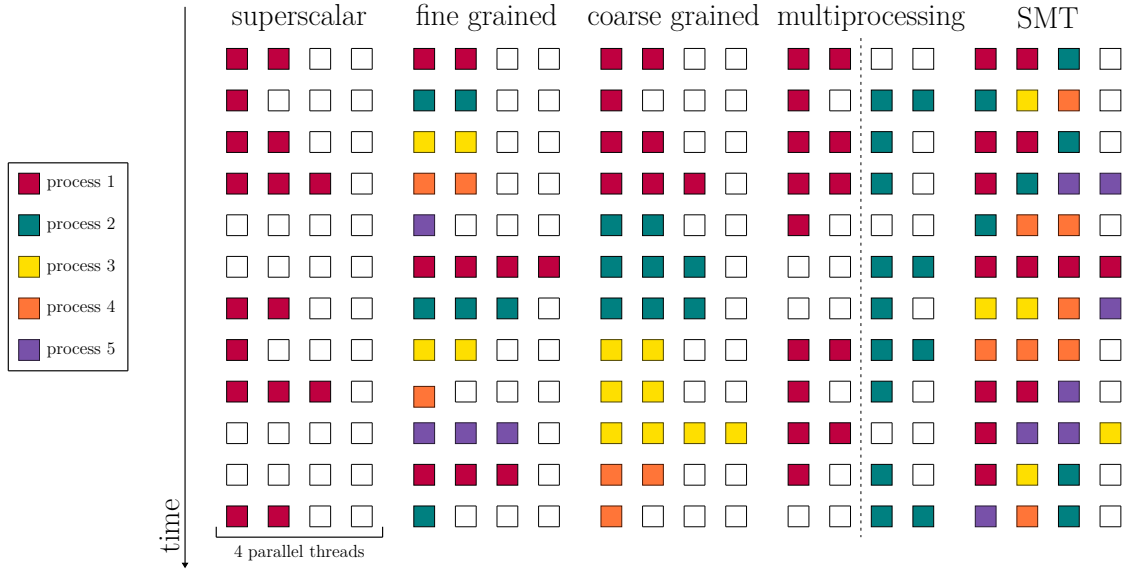 superscalar
fine grained
coarse grained
multiprocessing
SMT
process 1
process 2
process 3
process 4
process 5
time
4 parallel threads